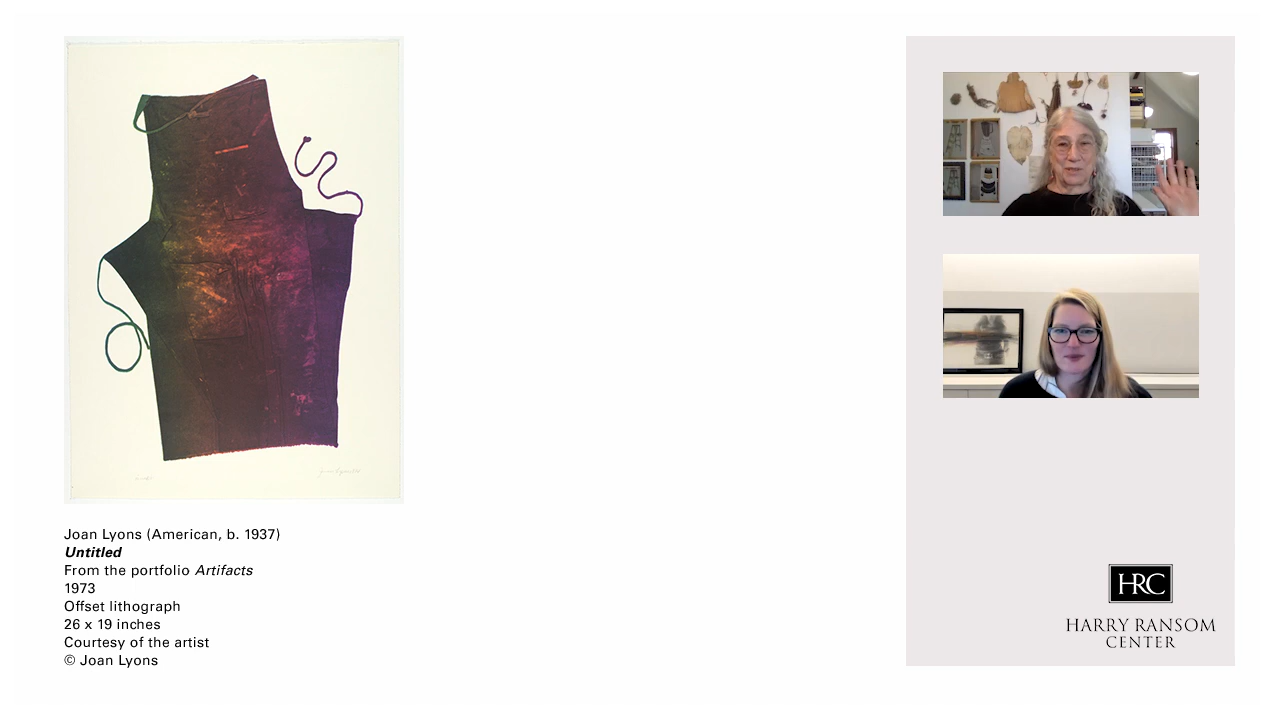 Joan Lyons (American, b. 1937)
Untitled
From the portfolio Artifacts
1973
Offset lithograph
26 x 19 inches
Courtesy of the artist
© Joan Lyons
HRC
HARRY RANSOM
CENTER